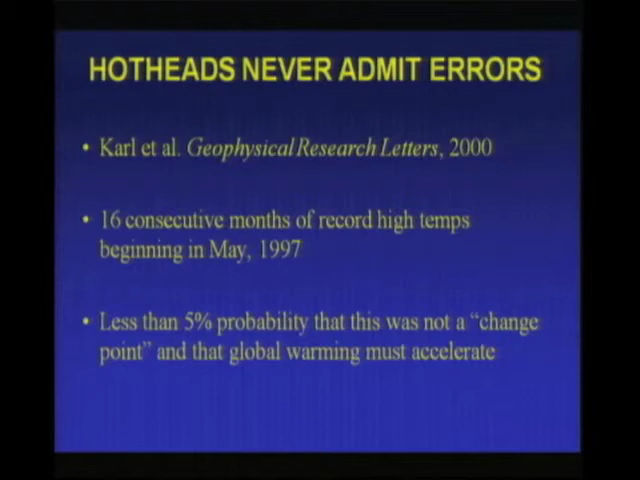 HOTHEADS NEVER ADMIT ERRORS
• Karl et al. Geophysical Research Letters, 2000
• 16 consecutive months of record high temps
beginning in May, 1997
• Less than 5% probability that this was not a “change
point” and that global warming must accelerate